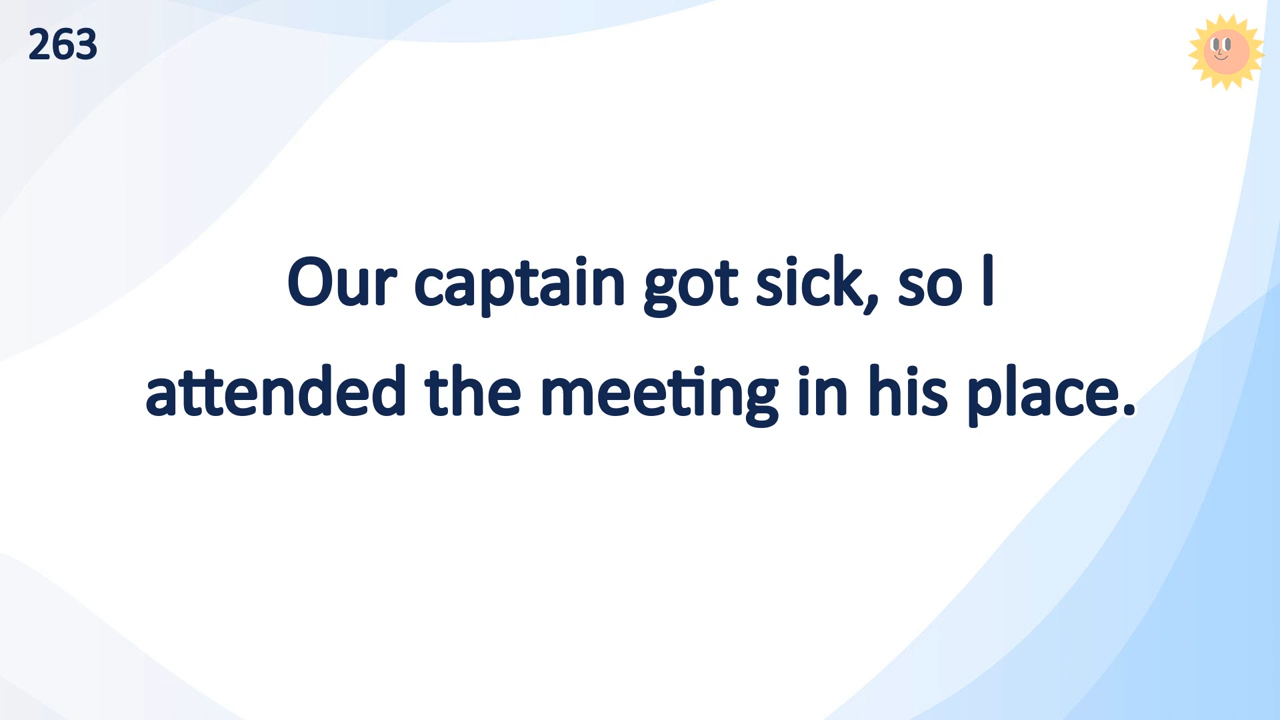 263
Our captain got sick, so I
attended the meeting in his place.